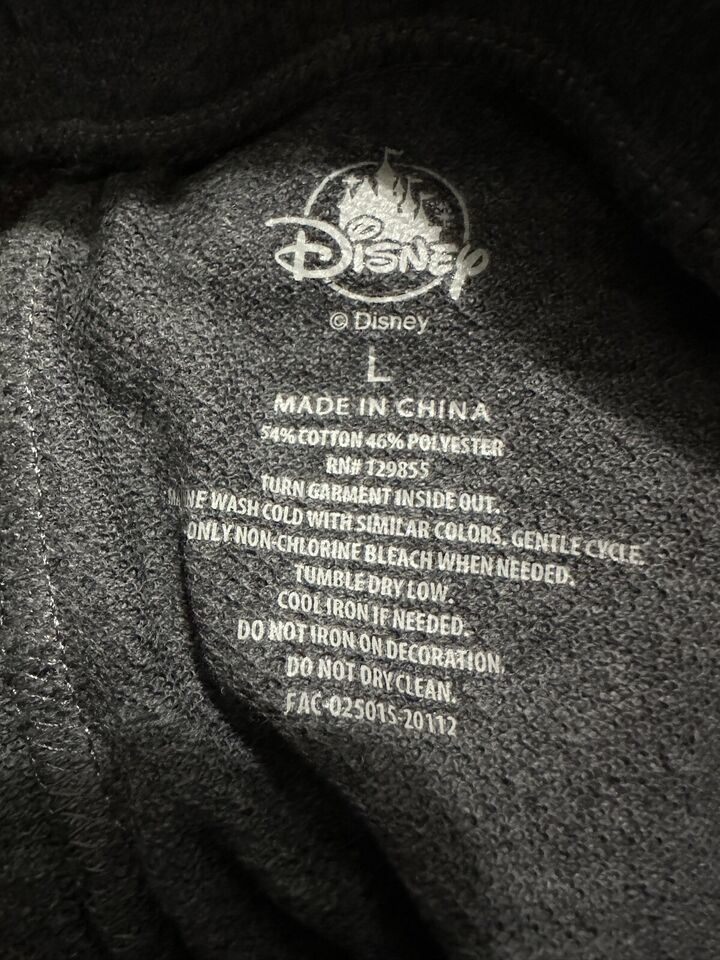 Disney
© Disney
L
MADE IN CHINA
54% COTTON 46% POLYESTER
RN# 129855
TURN GARMENT INSIDE OUT.
WASH COLD WITH SIMILAR COLORS. GENTLE CYCLE.
ONLY NON-CHLORINE BLEACH WHEN NEEDED.
TUMBLE DRY LOW.
COOL IRON IF NEEDED.
DO NOT IRON ON DECORATION.
DO NOT DRY CLEAN.
FAC-025015-20112